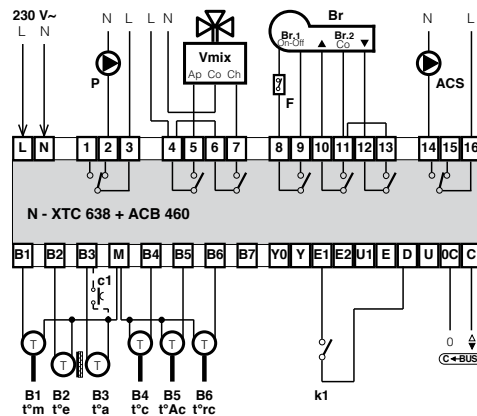 230 V~ N L L N Br N L
L N
Vmix
Br.1 Br.2
On-Off Co
P Ap Co Ch F ACS
L N 1 2 3 4 5 6 7 8 9 10 11 12 13 14 15 16
N - XTC 638 + ACB 460
B1 B2 B3 M B4 B5 B6 B7 Y0 Y E1 E2 U1 E D U 0C C
c1
T T T T T T
0
C BUS
B1 B2 B3 B4 B5 B6 k1
t°m t°e t°a t°c t°Ac t°rc